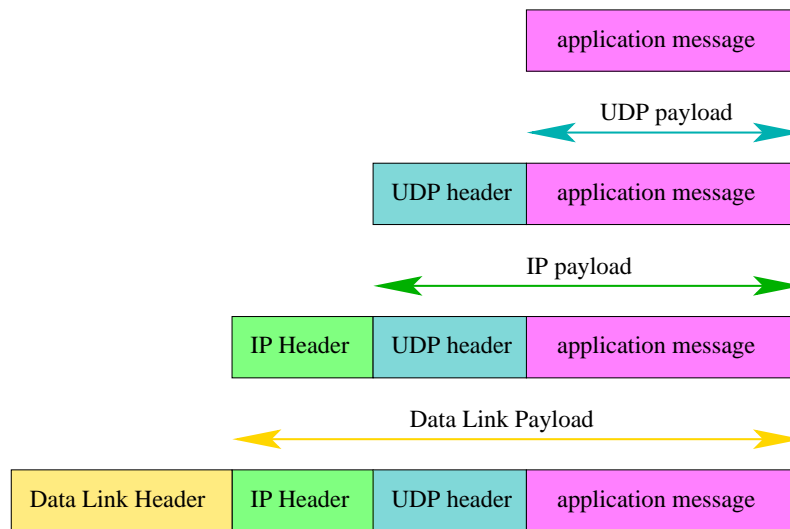 application message
UDP payload
UDP header application message
IP payload
IP Header UDP header application message
Data Link Payload
Data Link Header IP Header UDP header application message